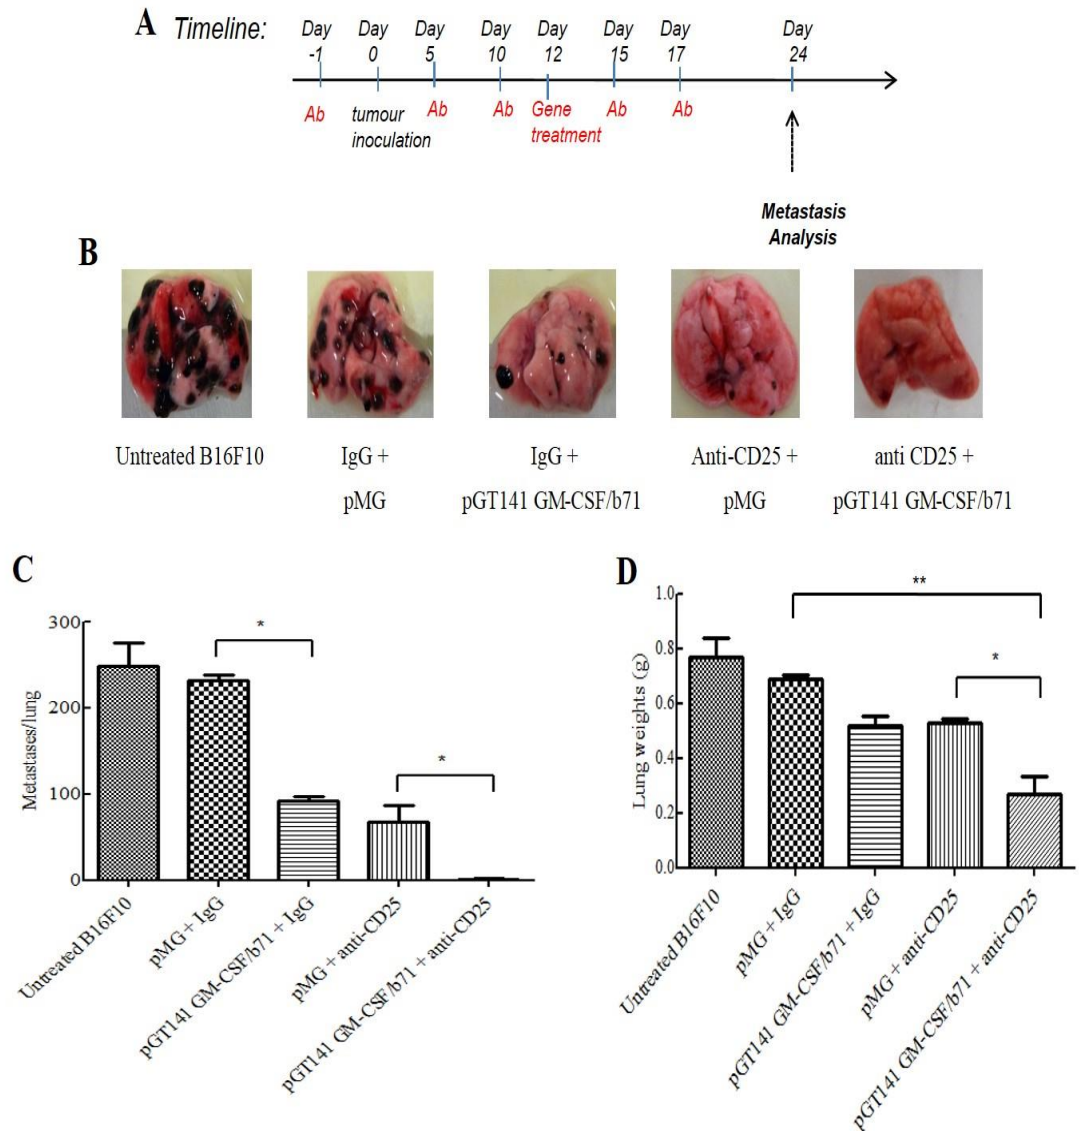 A Timeline:
Day Day Day Day Day Day Day Day
-1 0 5 10 12 15 17 24
Ab tumour Ab Ab Gene Ab Ab
inoculation treatment
Metastasis
Analysis
B
Untreated B16F10
IgG +
pMG
IgG +
pGT141 GM-CSF/b71
Anti-CD25 +
pMG
anti CD25 +
pGT141 GM-CSF/b71
C
Metastases/lung
300
200
100
0
*
*
Untreated B16F10
pMG + IgG
pGT141 GM-CSF/b71 + IgG
pMG + anti-CD25
pGT141 GM-CSF/b71 + anti-CD25
D
Lung weights (g)
1.0
0.8
0.6
0.4
0.2
0.0
**
*
Untreated B16F10
pMG + IgG
pGT141 GM-CSF/b71 + IgG
pMG + anti-CD25
pGT141 GM-CSF/b71 + anti-CD25